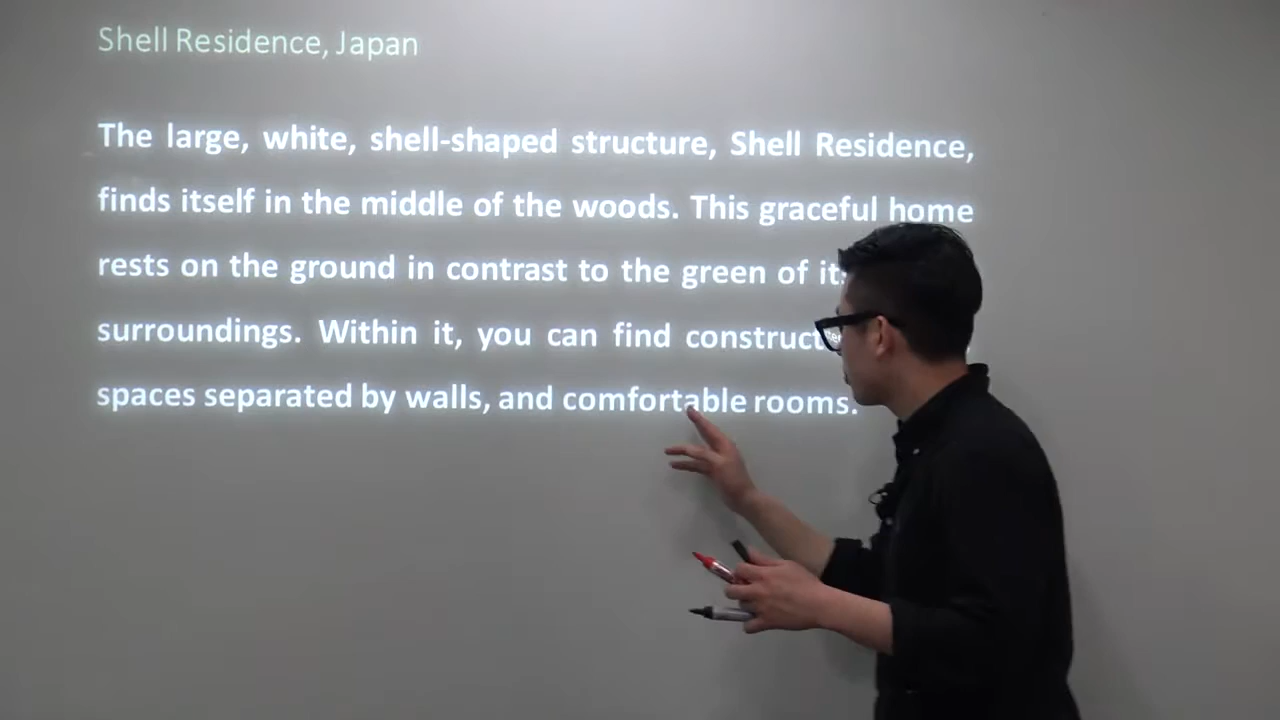 Shell Residence, Japan
The large, white, shell-shaped structure, Shell Residence,
finds itself in the middle of the woods. This graceful home
rests on the ground in contrast to the green of its
surroundings. Within it, you can find
spaces separated by walls, and comfortable rooms.